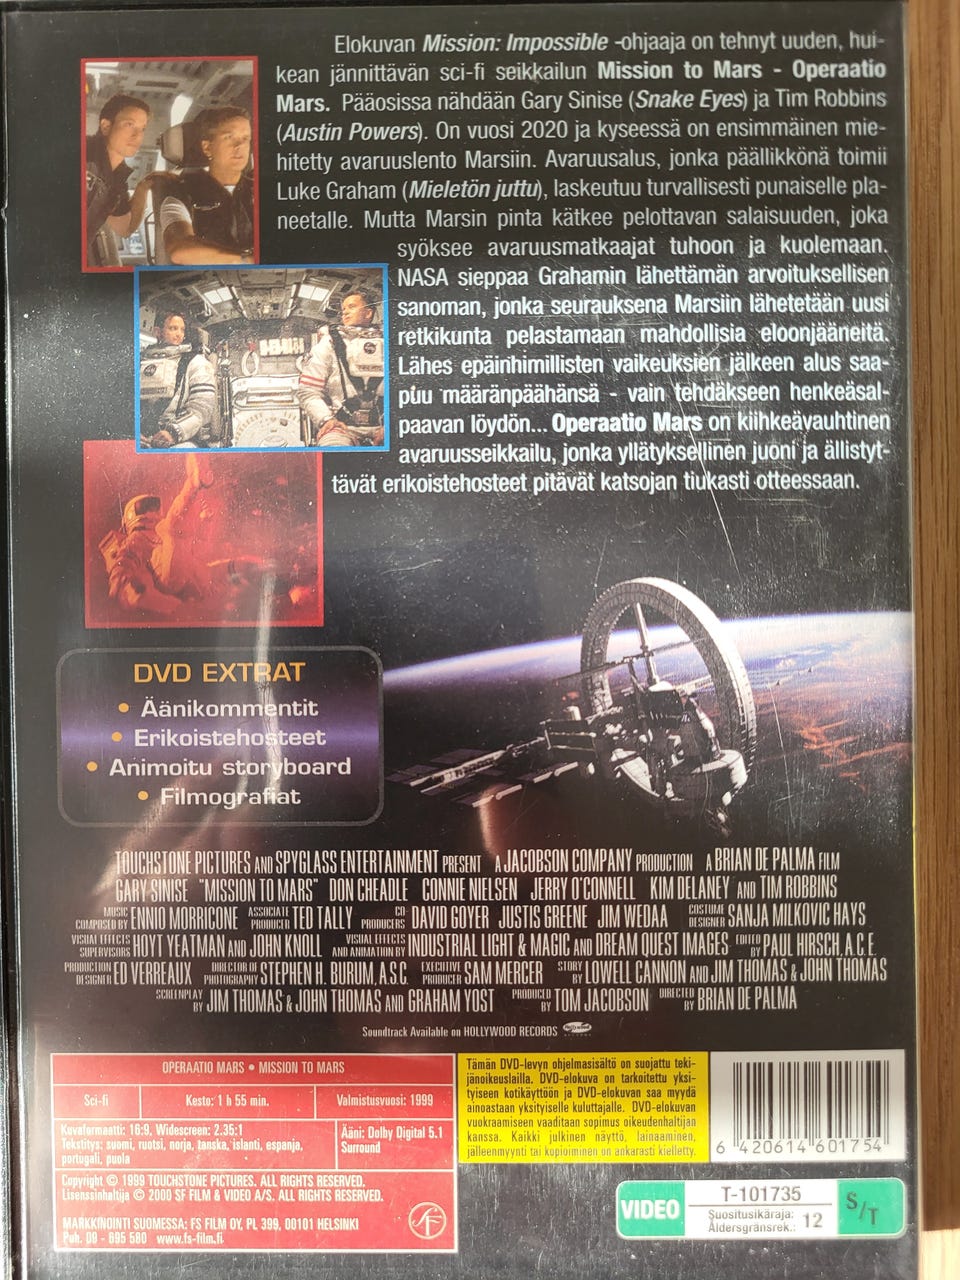 Elokuvan Mission: Impossible -ohjaaja on tehnyt uuden, hui-
kean jännittävän sci-fi seikkailun Mission to Mars - Operaatio
Mars. Pääosissa nähdään Gary Sinise (Snake Eyes) ja Tim Robbins
(Austin Powers). On vuosi 2020 ja kyseessä on ensimmäinen mie-
hitetty avaruuslento Marsiin. Avaruusalus, jonka päällikkönä toimii
Luke Graham (Mieletön juttu), laskeutuu turvallisesti punaiselle pla-
neetalle. Mutta Marsin pinta kätkee pelottavan salaisuuden, joka
syöksee avaruusmatkaajat tuhoon ja kuolemaan.
NASA sieppaa Grahamin lähettämän arvoituksellisen
sanoman, jonka seurauksena Marsiin lähetetään uusi
retkikunta pelastamaan mahdollisia eloonjääneitä.
Lähes epäinhimillisten vaikeuksien jälkeen alus saa-
puu määränpäähänsä - vain tehdäkseen henkeäsal-
paavan löydön... Operaatio Mars on kiihkeävauhtinen
avaruusseikkailu, jonka yllätyksellinen juoni ja ällistyt-
tävät erikoistehosteet pitävät katsojan tiukasti otteessaan.
DVD EXTRAT
• Äänikommentit
• Erikoistehosteet
• Animoitu storyboard
• Filmografiat
TOUCHSTONE PICTURES AND SPYGLASS ENTERTAINMENT PRESENT A JACOBSON COMPANY PRODUCTION A BRIAN DE PALMA FILM
GARY SINISE "MISSION TO MARS" DON CHEADLE CONNIE NIELSEN JERRY O'CONNELL KIM DELANEY AND TIM ROBBINS
MUSIC COMPOSED BY ENNIO MORRICONE ASSOCIATE PRODUCER TED TALLY CO PRODUCERS DAVID GOYER JUSTIS GREENE JIM WEDAA COSTUME DESIGNER SANJA MILKOVIC HAYS
VISUAL EFFECTS SUPERVISORS HOYT YEATMAN AND JOHN KNOLL VISUAL EFFECTS AND ANIMATION BY INDUSTRIAL LIGHT & MAGIC AND DREAM QUEST IMAGES EDITED BY PAUL HIRSCH, A.C.E.
PRODUCTION DESIGNER ED VERREAUX DIRECTOR OF PHOTOGRAPHY STEPHEN H. BURUM, A.S.C. EXECUTIVE PRODUCER SAM MERCER STORY BY LOWELL CANNON AND JIM THOMAS & JOHN THOMAS
SCREENPLAY BY JIM THOMAS & JOHN THOMAS AND GRAHAM YOST PRODUCED BY TOM JACOBSON DIRECTED BY BRIAN DE PALMA
Soundtrack Available on HOLLYWOOD RECORDS
OPERAATIO MARS • MISSION TO MARS
Sci-fi Kesto: 1 h 55 min. Valmistusvuosi: 1999
Kuvaformaatti: 16:9, Widescreen: 2.35:1
Tekstitys: suomi, ruotsi, norja, tanska, islanti, espanja,
portugali, puola
Ääni: Dolby Digital 5.1
Surround
Copyright © 1999 TOUCHSTONE PICTURES. ALL RIGHTS RESERVED.
Lisenssinhaltija © 2000 SF FILM & VIDEO A/S. ALL RIGHTS RESERVED.
MARKKINOINTI SUOMESSA: FS FILM OY, PL 399, 00101 HELSINKI
Puh. 09 - 695 580 www.fs-film.fi
SF
Tämän DVD-levyn ohjelmasisältö on suojattu teki-
jänoikeuslailla. DVD-elokuva on tarkoitettu yksi-
tyiseen kotikäyttöön ja DVD-elokuvan saa myydä
ainoastaan yksityiselle kuluttajalle. DVD-elokuvan
vuokraamiseen vaaditaan sopimus oikeudenhaltijan
kanssa. Kaikki julkinen näyttö, lainaaminen,
jälleenmyynti tai kopioiminen on ankarasti kielletty.
6 420614 601754
VIDEO
T-101735
Suositusikäraja:
Åldersgränsrek.: 12
S/T